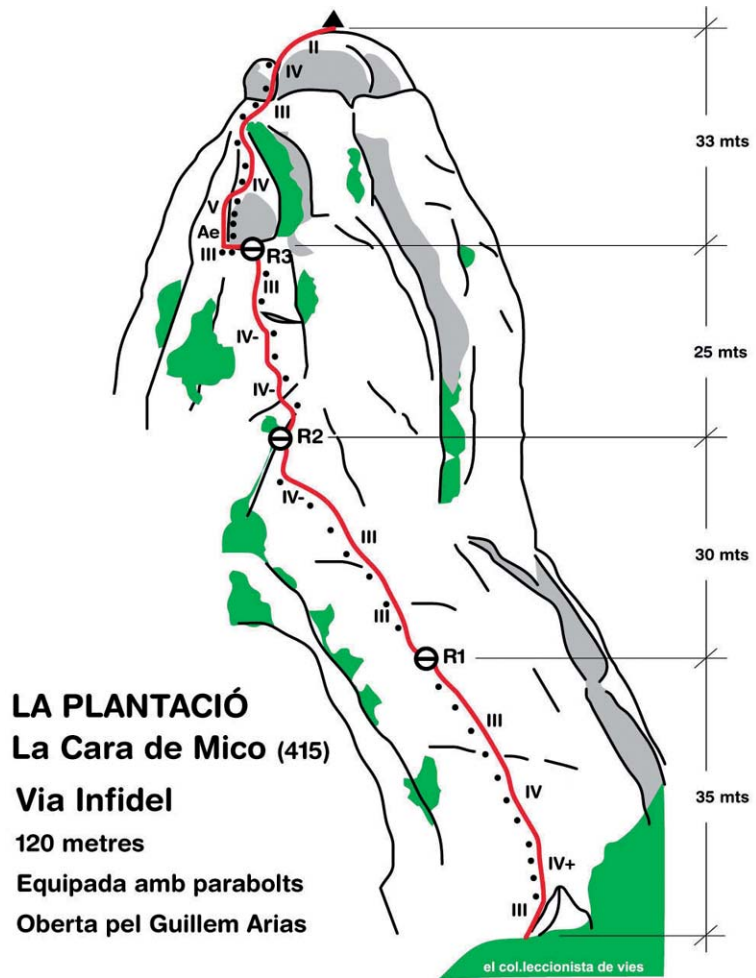 II
IV
III
33 mts
IV
V
Ae
III
R3
III
IV-
25 mts
IV-
R2
IV-
III
30 mts
III
R1
LA PLANTACIÓ
III
La Cara de Mico (415)
Via Infidel
IV
35 mts
120 metres
IV+
Equipada amb parabolts
III
Oberta pel Guillem Arias
el col.leccionista de vies